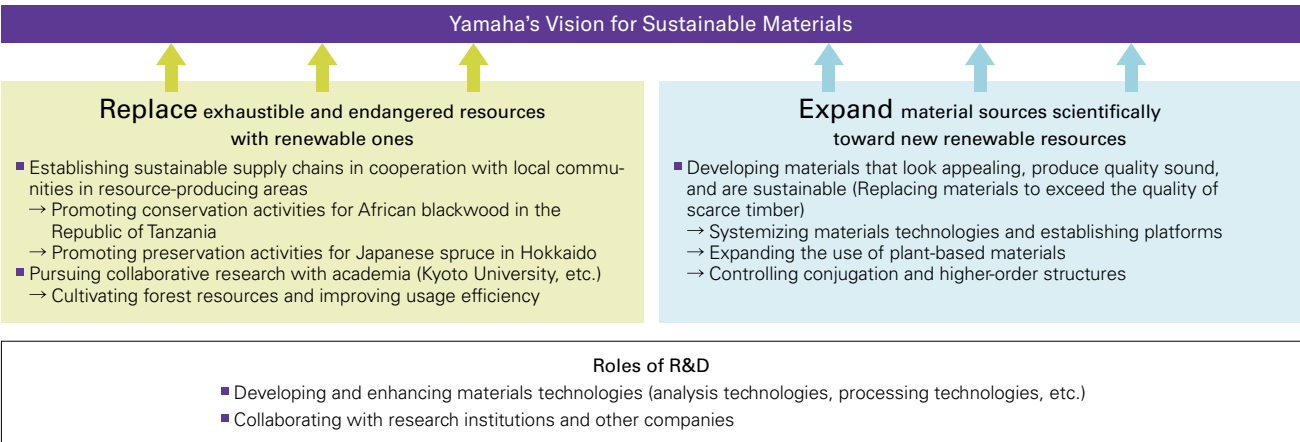 Yamaha's Vision for Sustainable Materials
Replace exhaustible and endangered resources
with renewable ones
■ Establishing sustainable supply chains in cooperation with local commu-
nities in resource-producing areas
→ Promoting conservation activities for African blackwood in the
Republic of Tanzania
→ Promoting preservation activities for Japanese spruce in Hokkaido
■ Pursuing collaborative research with academia (Kyoto University, etc.)
→ Cultivating forest resources and improving usage efficiency
Expand material sources scientifically
toward new renewable resources
■ Developing materials that look appealing, produce quality sound,
and are sustainable (Replacing materials to exceed the quality of
scarce timber)
→ Systemizing materials technologies and establishing platforms
→ Expanding the use of plant-based materials
→ Controlling conjugation and higher-order structures
Roles of R&D
■ Developing and enhancing materials technologies (analysis technologies, processing technologies, etc.)
■ Collaborating with research institutions and other companies